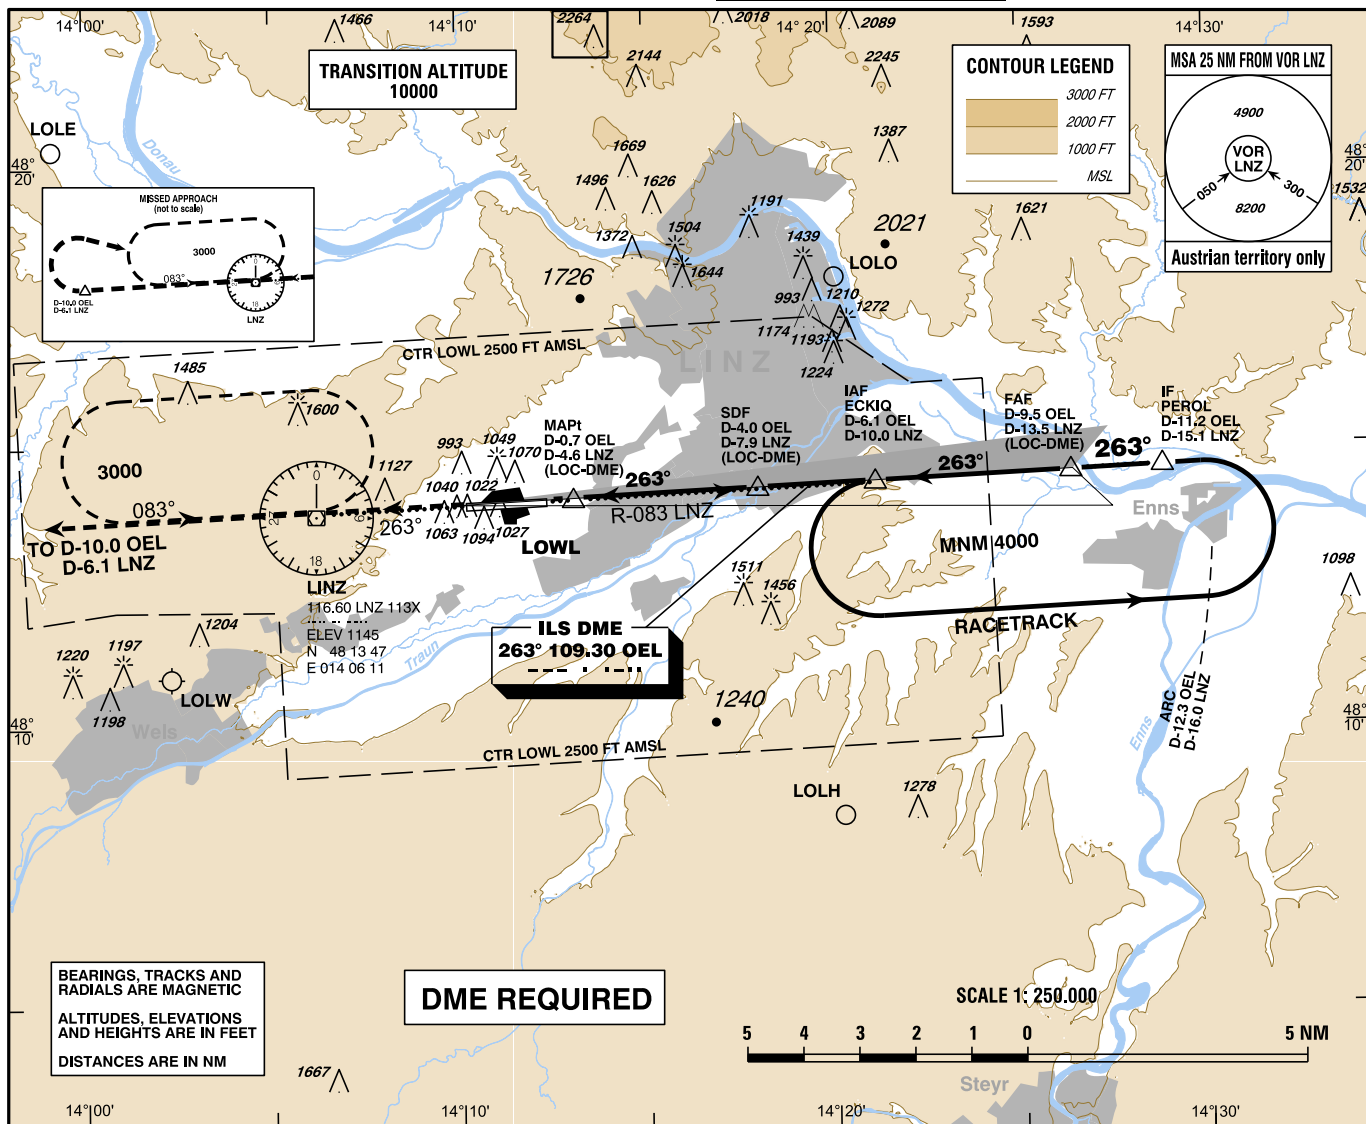 14°00'
14°10'
14°20'
14°30'
1466
2264
2018
2089
1593
TRANSITION ALTITUDE
10000
2144
2245
CONTOUR LEGEND
3000 FT
2000 FT
1000 FT
MSL
MSA 25 NM FROM VOR LNZ
4900
VOR
LNZ
050
300
8200
Austrian territory only
LOLE
Donau
48°
20'
48°
20'
1387
1669
1496
1626
1532
1621
MISSED APPROACH
(not to scale)
3000
083°
D-10.0 OEL
D-6.1 LNZ
0
18
LNZ
1191
1504
1372
1644
1439
2021
LOLO
1726
993
1210
1272
1174
1193
1224
CTR LOWL 2500 FT AMSL
LINZ
1485
1600
MAPt
D-0.7 OEL
D-4.6 LNZ
(LOC-DME)
SDF
D-4.0 OEL
D-7.9 LNZ
(LOC-DME)
IAF
ECKIQ
D-6.1 OEL
D-10.0 LNZ
FAF
D-9.5 OEL
D-13.5 LNZ
(LOC-DME)
IF
PEROL
D-11.2 OEL
D-15.1 LNZ
993
1049
1070
1127
1040
1022
1063
1094
1027
3000
083°
0
27
9
18
263°
263°
263°
263°
R-083 LNZ
TO D-10.0 OEL
D-6.1 LNZ
LOWL
Enns
MNM 4000
RACETRACK
1511
1456
1098
LINZ
116.60 LNZ 113X
ELEV 1145
N 48 13 47
E 014 06 11
ILS DME
263° 109.30 OEL
Traun
1204
1197
1220
1198
LOLW
Wels
48°
10'
48°
10'
1240
CTR LOWL 2500 FT AMSL
ARC
D-12.3 OEL
D-16.0 LNZ
Enns
LOLH
1278
BEARINGS, TRACKS AND
RADIALS ARE MAGNETIC
ALTITUDES, ELEVATIONS
AND HEIGHTS ARE IN FEET
DISTANCES ARE IN NM
DME REQUIRED
SCALE 1: 250.000
5 4 3 2 1 0 5 NM
1667
Steyr
14°00'
14°10'
14°20'
14°30'